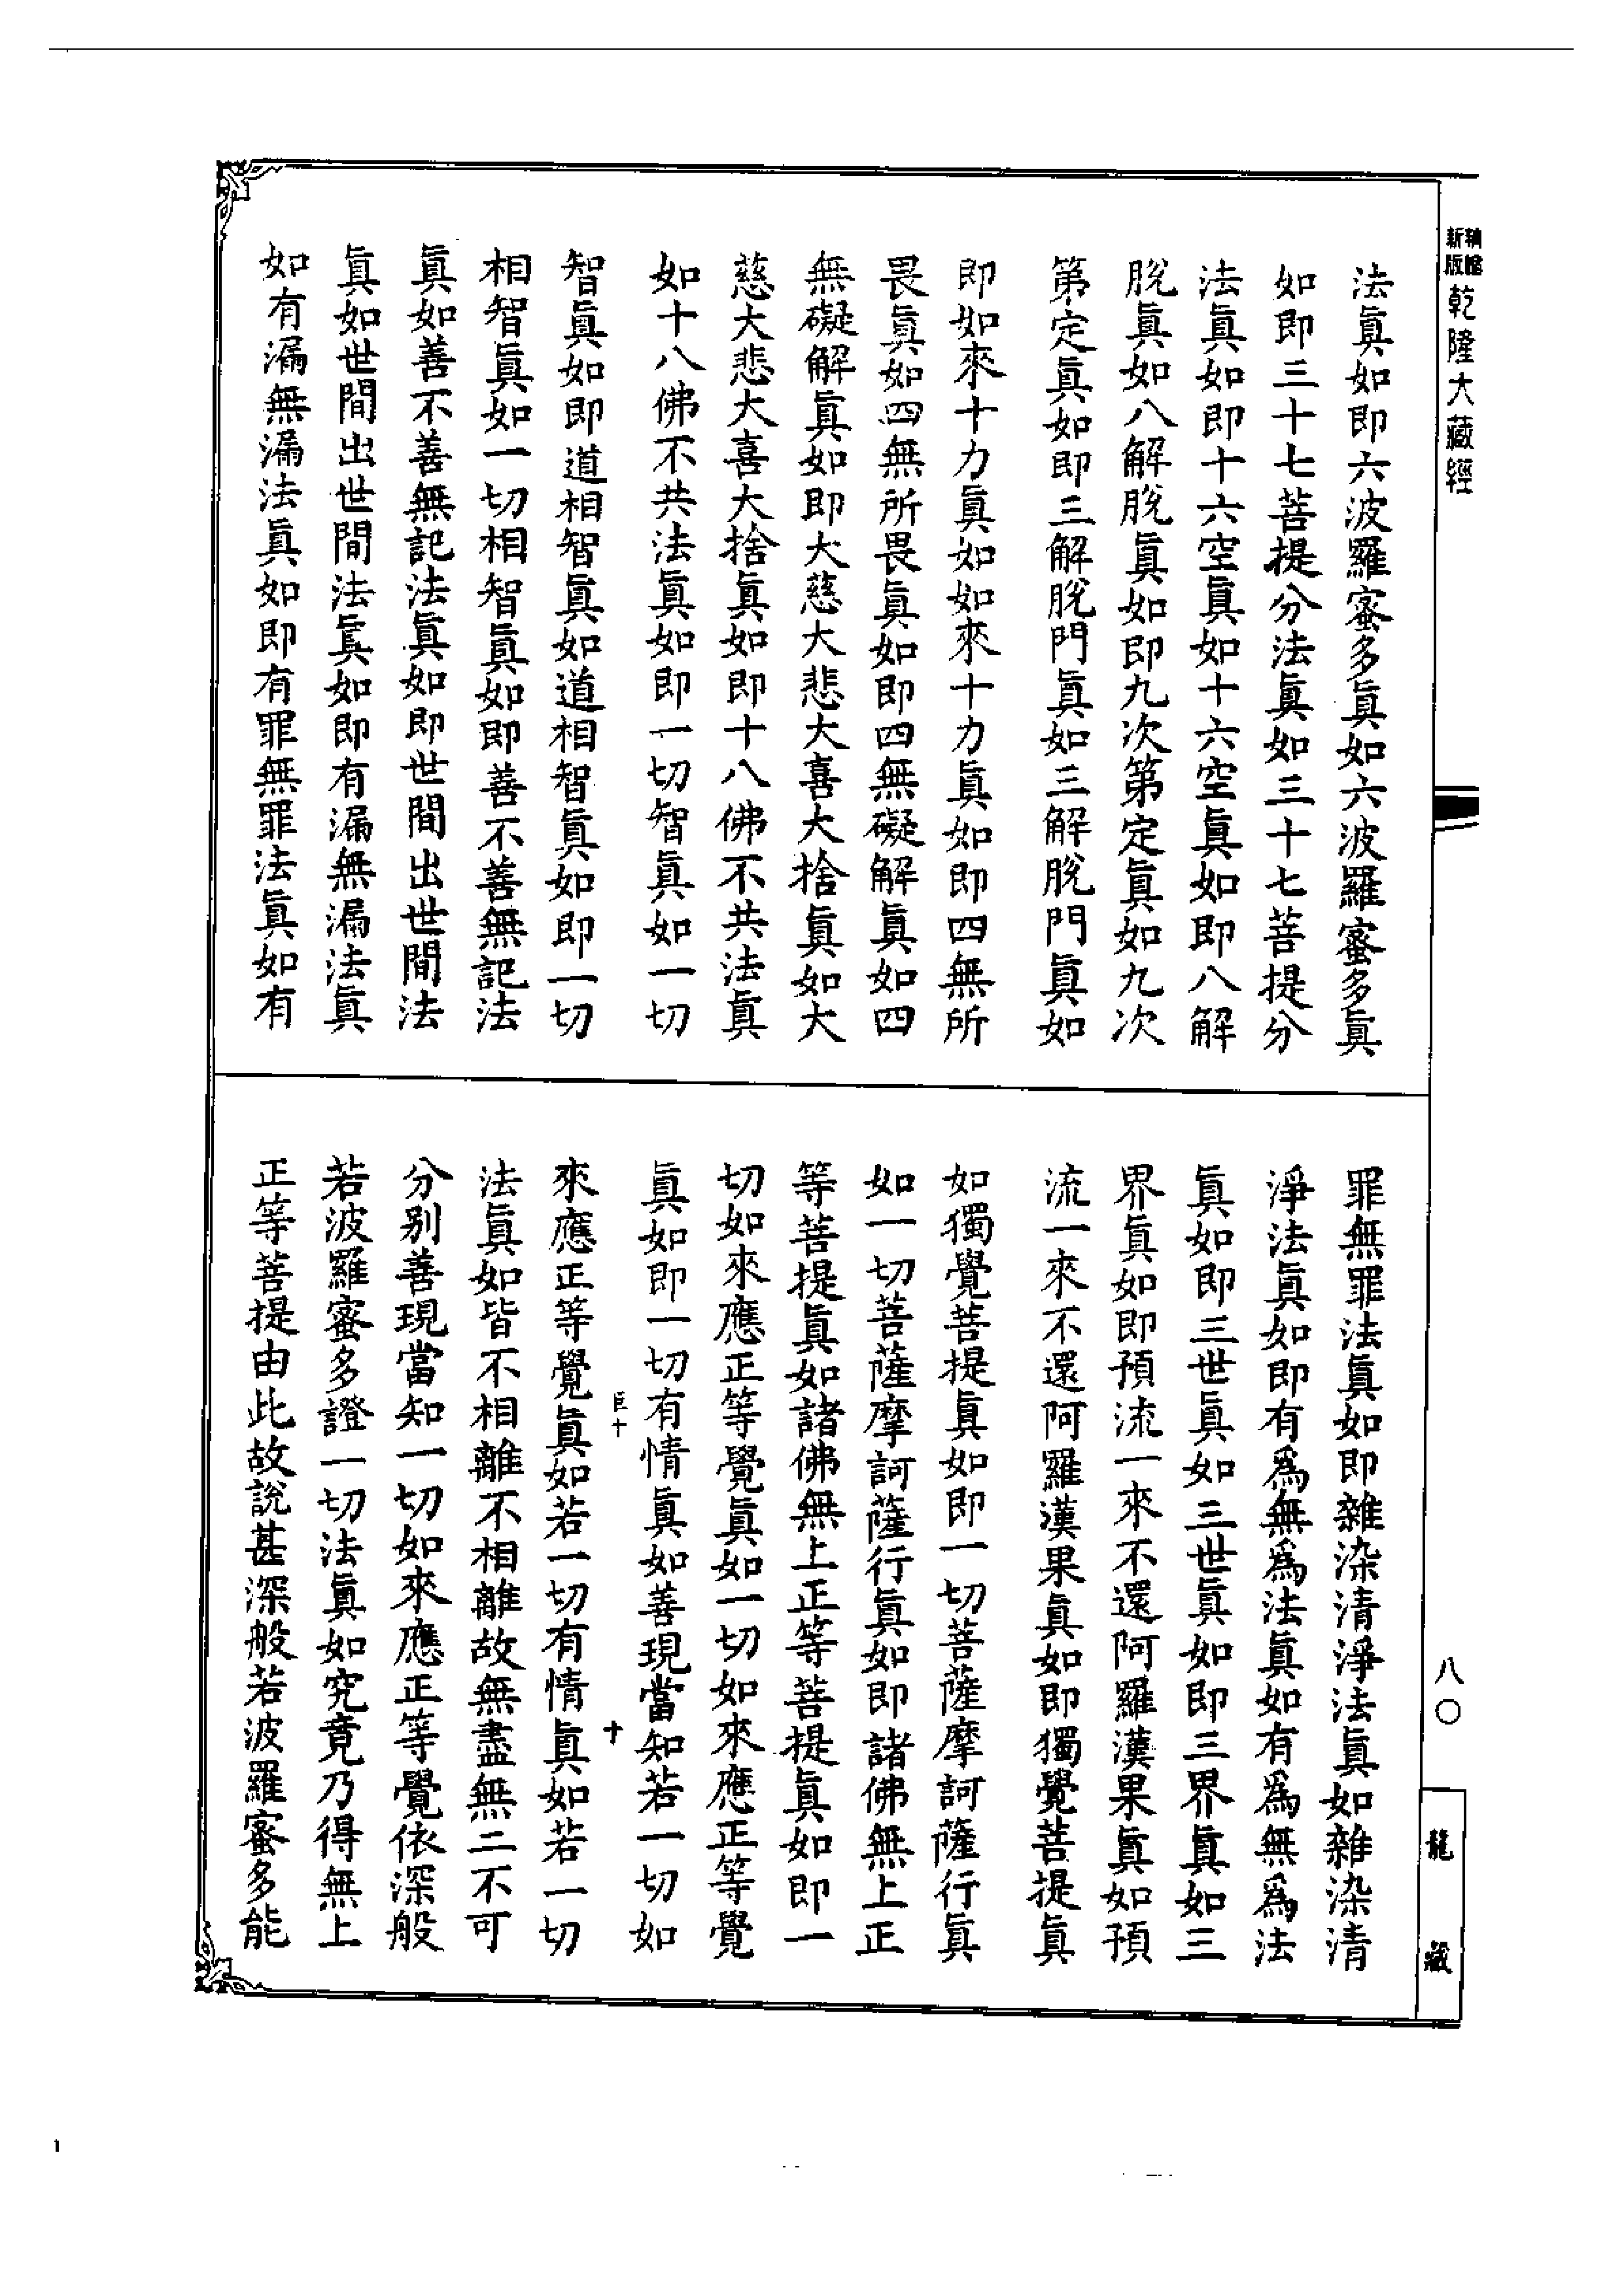 新版
乾隆大藏經
法眞如即六波羅蜜多眞如六波羅蜜多眞
如即三十七菩提分法眞如三十七菩提分
法眞如即十六空眞如十六空眞如即八解
脫眞如八解脫眞如即九次第定眞如九次
第定眞如即三解脫門眞如三解脫門眞如
即如來十力眞如如來十力眞如即四無所
畏眞如四無所畏眞如即四無礙解眞如四
無礙解眞如即大慈大悲大喜大捨眞如大
慈大悲大喜大捨眞如即十八佛不共法眞
如十八佛不共法眞如即一切智眞如一切
智眞如即道相智眞如道相智眞如即一切
相智眞如一切相智眞如即善不善無記法
眞如善不善無記法眞如即世間出世間法
眞如世間出世間法眞如即有漏無漏法眞
如有漏無漏法眞如即有罪無罪法眞如有
罪無罪法眞如即雜染清淨法眞如雜染清
淨法眞如即有爲無爲法眞如有爲無爲法
眞如即三世眞如三世眞如即三界眞如三
界眞如即預流一來不還阿羅漢果眞如預
流一來不還阿羅漢果眞如即獨覺菩提眞
如獨覺菩提眞如即一切菩薩摩訶薩行眞
如一切菩薩摩訶薩行眞如即諸佛無上正
等菩提眞如諸佛無上正等菩提眞如即一
切如來應正等覺眞如一切如來應正等覺
眞如即一切有情眞如善現當知若一切如
巨十
十
來應正等覺眞如若一切有情眞如若一切
法眞如皆不相離不相離故無盡無二不可
分別善現當知一切如來應正等覺依深般
若波羅蜜多證一切法眞如究竟乃得無上
正等菩提由此故說甚深般若波羅蜜多能
八〇
龍藏